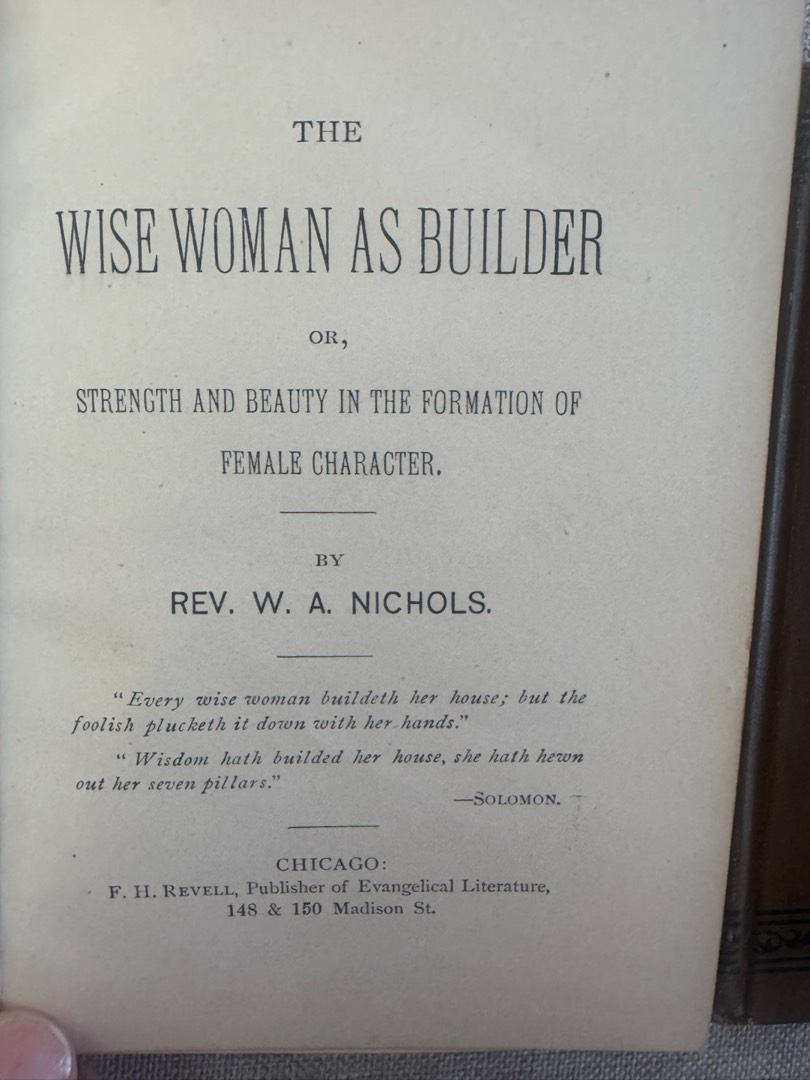 THE
WISE WOMAN AS BUILDER
OR,
STRENGTH AND BEAUTY IN THE FORMATION OF
FEMALE CHARACTER.
BY
REV. W. A. NICHOLS.
"Every wise woman buildeth her house; but the
foolish plucketh it down with her hands."
"Wisdom hath builded her house, she hath hewn
out her seven pillars."
—SOLOMON.
CHICAGO:
F. H. REVELL, Publisher of Evangelical Literature,
148 & 150 Madison St.